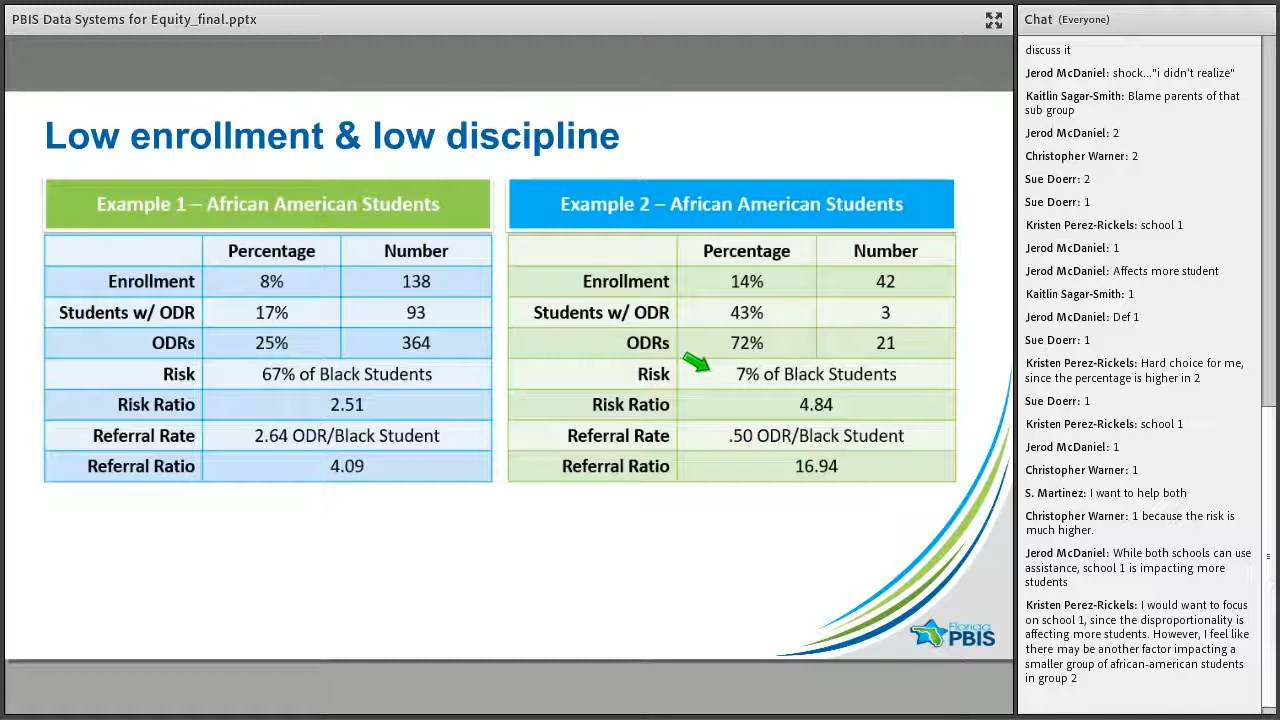 PBIS Data Systems for Equity_final.pptx
Low enrollment & low discipline
Example 1 – African American Students
Percentage Number
Enrollment 8% 138
Students w/ ODR 17% 93
ODRs 25% 364
Risk 67% of Black Students
Risk Ratio 2.51
Referral Rate 2.64 ODR/Black Student
Referral Ratio 4.09
Example 2 – African American Students
Percentage Number
Enrollment 14% 42
Students w/ ODR 43% 3
ODRs 72% 21
Risk 7% of Black Students
Risk Ratio 4.84
Referral Rate .50 ODR/Black Student
Referral Ratio 16.94
Florida
PBIS
Chat (Everyone)
discuss it
Jerod McDaniel: shock..."i didn't realize"
Kaitlin Sagar-Smith: Blame parents of that
sub group
Jerod McDaniel: 2
Christopher Warner: 2
Sue Doerr: 2
Sue Doerr: 1
Kristen Perez-Rickels: school 1
Jerod McDaniel: 1
Jerod McDaniel: Affects more student
Kaitlin Sagar-Smith: 1
Jerod McDaniel: Def 1
Sue Doerr: 1
Kristen Perez-Rickels: Hard choice for me,
since the percentage is higher in 2
Sue Doerr: 1
Kristen Perez-Rickels: school 1
Jerod McDaniel: 1
Christopher Warner: 1
S. Martinez: I want to help both
Christopher Warner: 1 because the risk is
much higher.
Jerod McDaniel: While both schools can use
assistance, school 1 is impacting more
students
Kristen Perez-Rickels: I would want to focus
on school 1, since the disproportionality is
affecting more students. However, I feel like
there may be another factor impacting a
smaller group of african-american students
in group 2